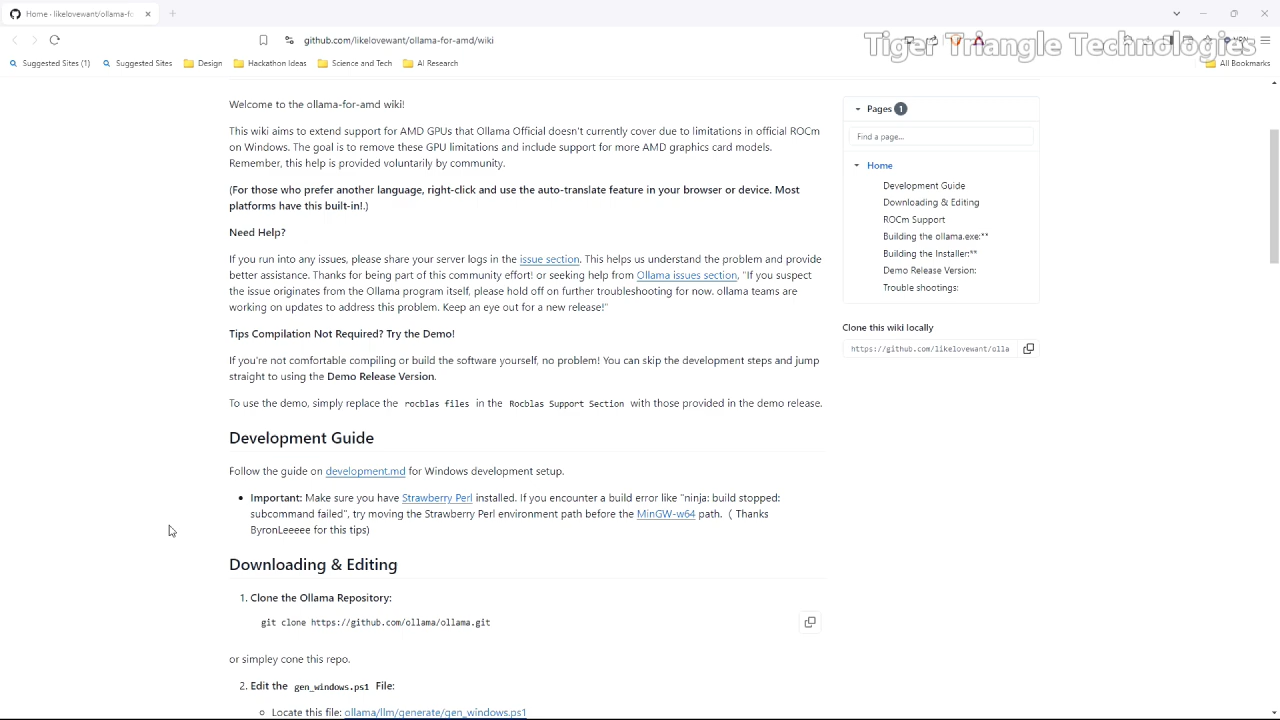 Home · likelovewant/ollama-fo
github.com/likelovewant/ollama-for-amd/wiki
VPN
Tiger Triangle Technologies
Suggested Sites (1)
Suggested Sites
Design
Hackathon Ideas
Science and Tech
AI Research
All Bookmarks
Welcome to the ollama-for-amd wiki!
This wiki aims to extend support for AMD GPUs that Ollama Official doesn't currently cover due to limitations in official ROCm
on Windows. The goal is to remove these GPU limitations and include support for more AMD graphics card models.
Remember, this help is provided voluntarily by community.
(For those who prefer another language, right-click and use the auto-translate feature in your browser or device. Most
platforms have this built-in!.)
Need Help?
If you run into any issues, please share your server logs in the issue section. This helps us understand the problem and provide
better assistance. Thanks for being part of this community effort! or seeking help from Ollama issues section, "If you suspect
the issue originates from the Ollama program itself, please hold off on further troubleshooting for now. ollama teams are
working on updates to address this problem. Keep an eye out for a new release!"
Tips Compilation Not Required? Try the Demo!
If you're not comfortable compiling or build the software yourself, no problem! You can skip the development steps and jump
straight to using the Demo Release Version.
To use the demo, simply replace the rocblas files in the Rocblas Support Section with those provided in the demo release.
Development Guide
Follow the guide on development.md for Windows development setup.
• Important: Make sure you have Strawberry Perl installed. If you encounter a build error like "ninja: build stopped:
subcommand failed", try moving the Strawberry Perl environment path before the MinGW-w64 path. ( Thanks
ByronLeeeee for this tips)
Downloading & Editing
1. Clone the Ollama Repository:
git clone https://github.com/ollama/ollama.git
or simpley cone this repo.
2. Edit the gen_windows.ps1 File:
Locate this file: ollama/llm/generate/gen_windows.ps1
Pages 1
Find a page...
Home
Development Guide
Downloading & Editing
ROCm Support
Building the ollama.exe:**
Building the Installer:**
Demo Release Version:
Trouble shootings:
Clone this wiki locally
https://github.com/likelovewant/olla